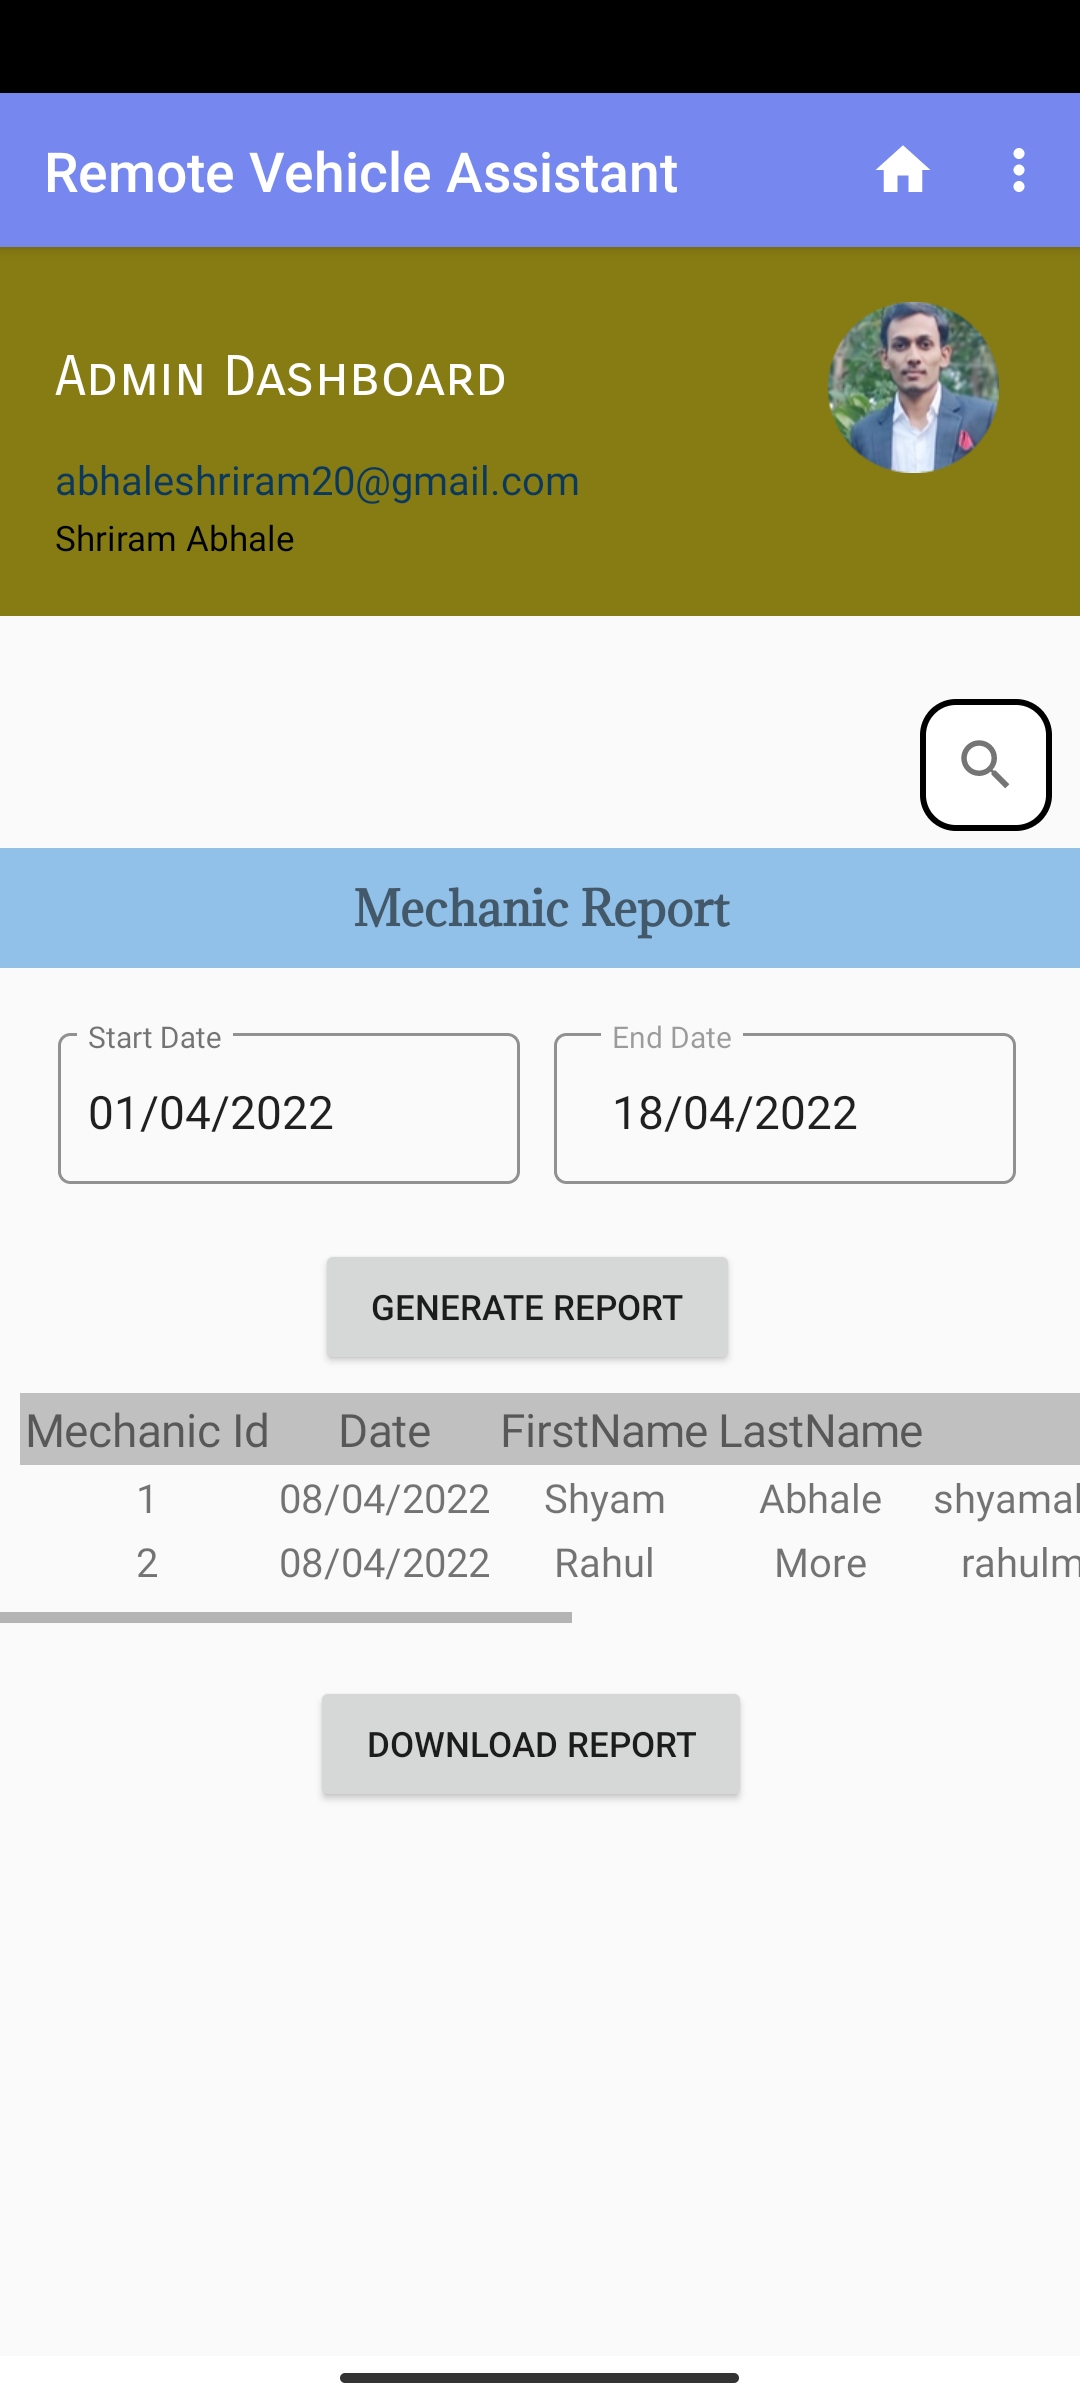 Remote Vehicle Assistant
Admin Dashboard
abhaleshriram20@gmail.com
Shriram Abhale
Mechanic Report
Start Date End Date
01/04/2022 18/04/2022
GENERATE REPORT
Mechanic Id Date FirstName LastName
1 08/04/2022 Shyam Abhale
2 08/04/2022 Rahul More
DOWNLOAD REPORT